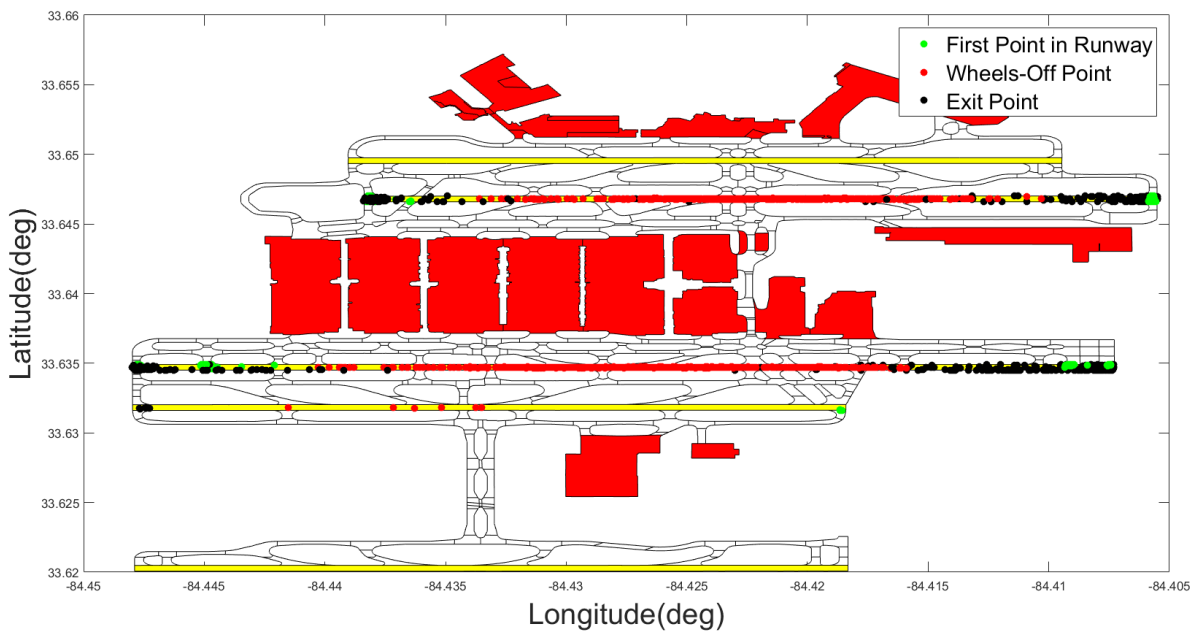 33.66
33.655
33.65
33.645
33.64
33.635
33.63
33.625
33.62
Latitude(deg)
First Point in Runway
Wheels-Off Point
Exit Point
-84.45 -84.445 -84.44 -84.435 -84.43 -84.425 -84.42 -84.415 -84.41 -84.405
Longitude(deg)